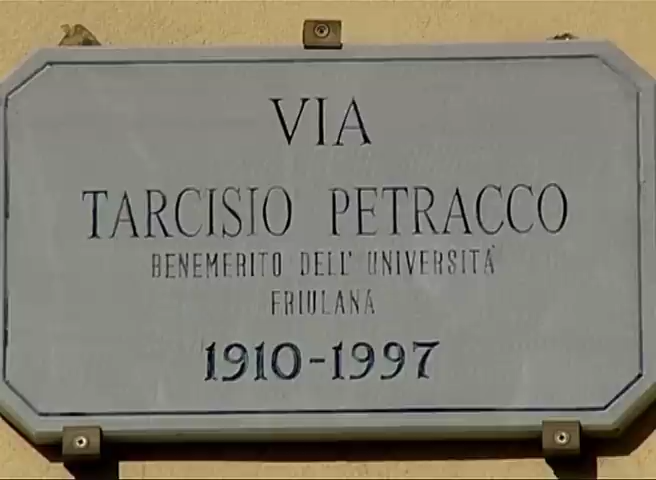 VIA
TARCISIO PETRACCO
BENEMERITO DELL' UNIVERSITÀ
FRIULANA
1910-1997